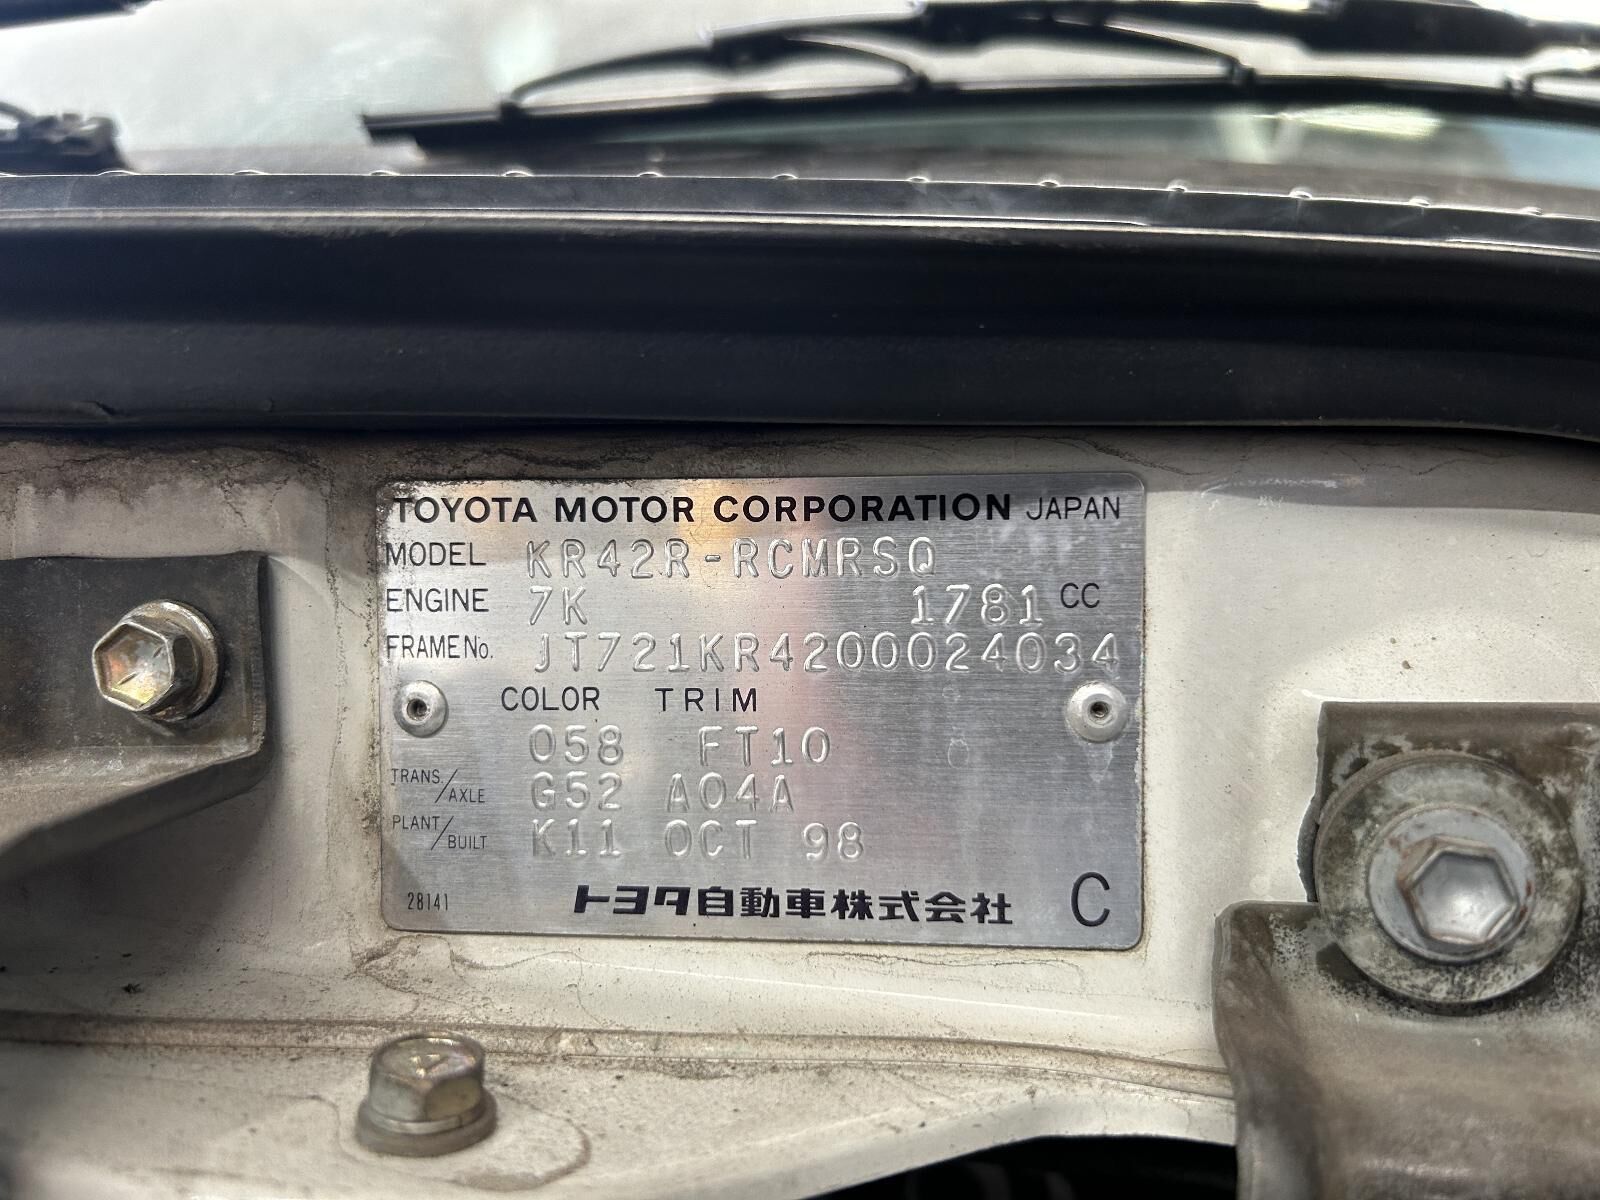 TOYOTA MOTOR CORPORATION JAPAN
MODEL KR42R-RCMRSQ
ENGINE 7K 1781 CC
FRAME No. JT721KR4200024034
COLOR TRIM
058 FT10
TRANS./AXLE G52 A04A
PLANT/BUILT K11 OCT 98
28141 トヨタ自動車株式会社 C